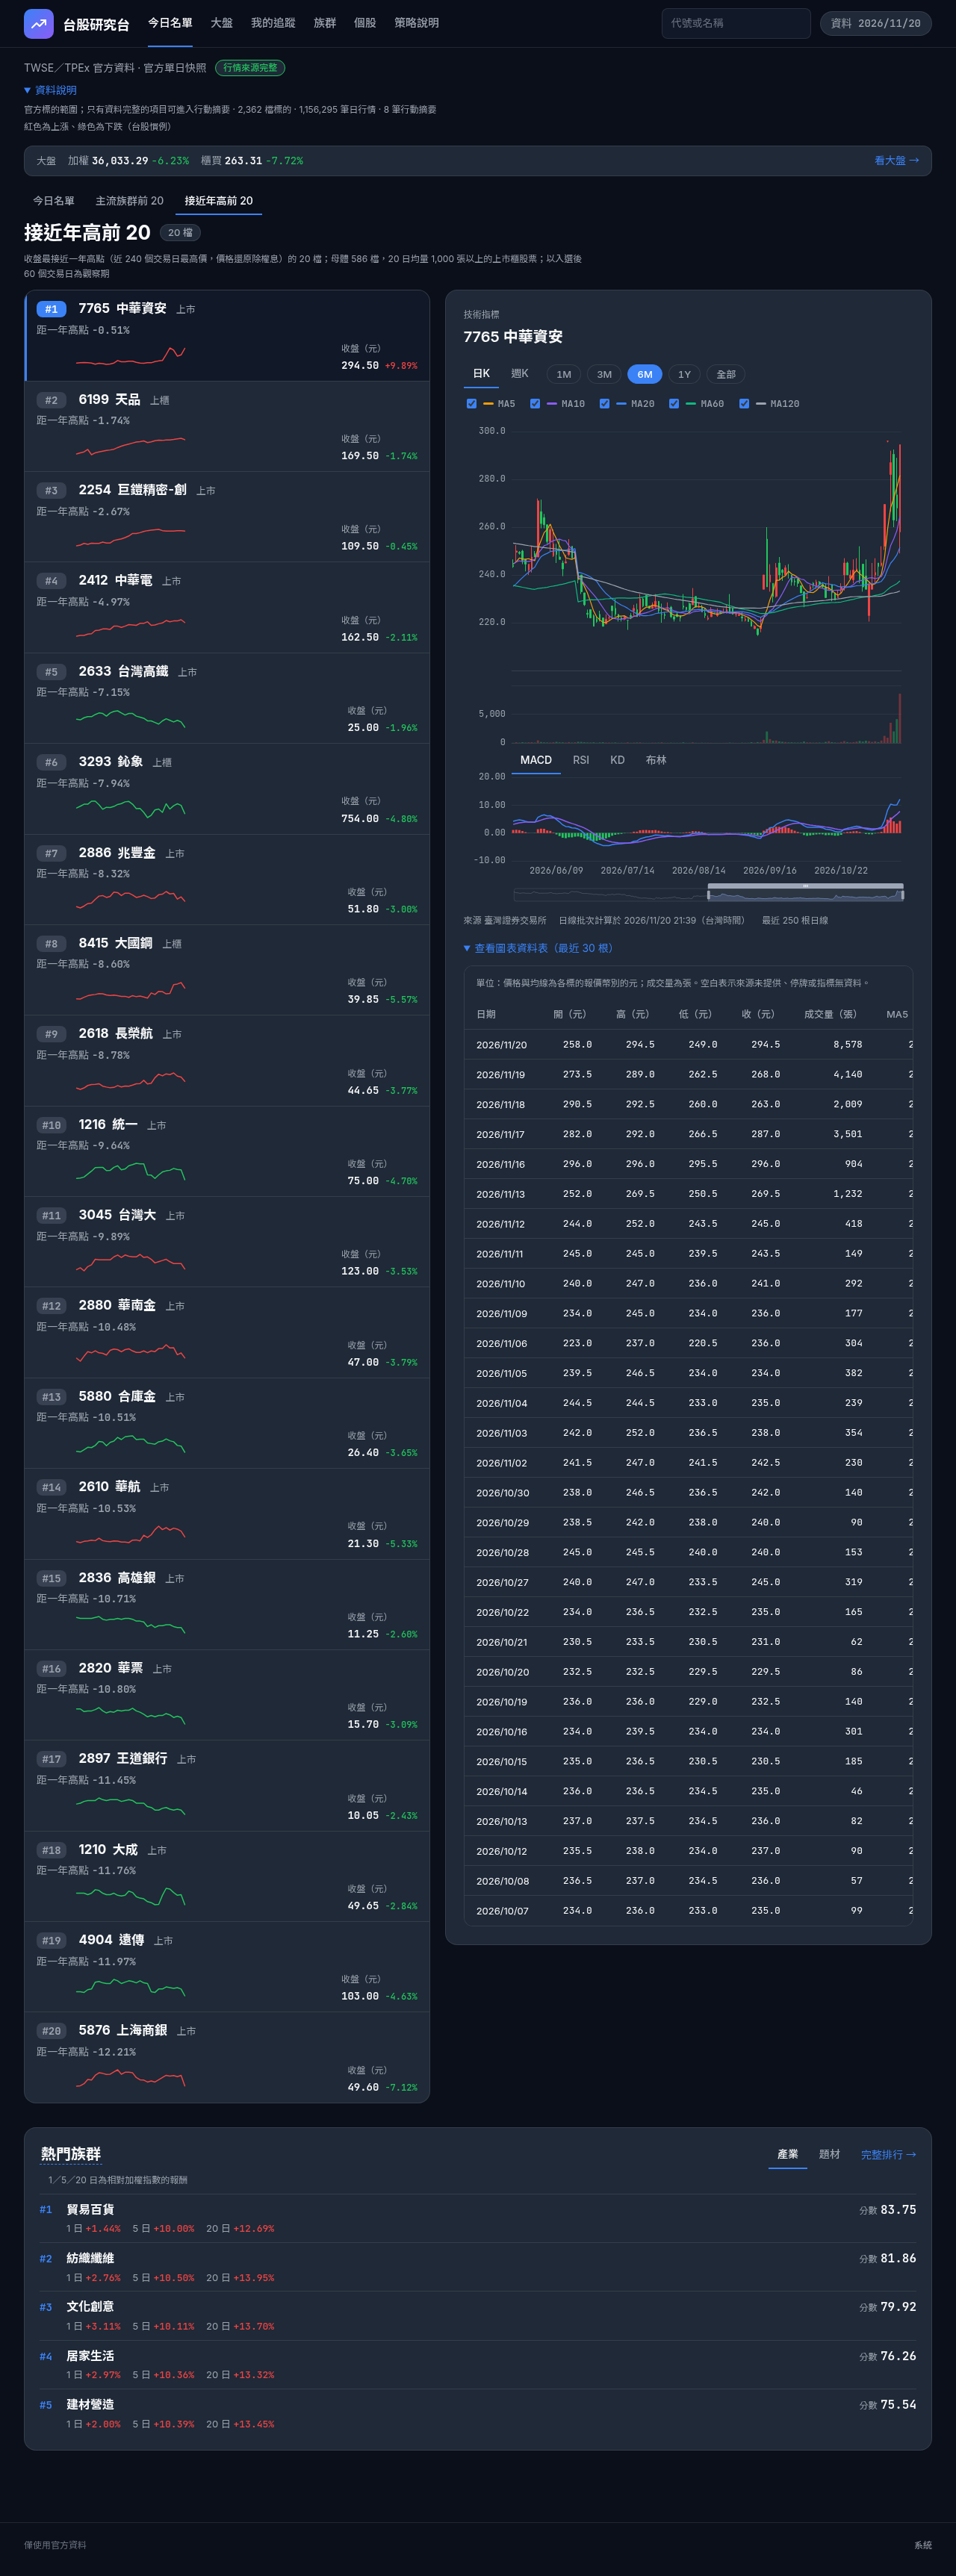 台股研究台 今日名單 大盤 我的追蹤 族群 個股 策略說明 代號或名稱 資料 2026/11/20
TWSE／TPEx 官方資料 · 官方單日快照 行情來源完整
▼ 資料說明
官方標的範圍；只有資料完整的項目可進入行動摘要 · 2,362 檔標的 · 1,156,295 筆日行情 · 8 筆行動摘要
紅色為上漲、綠色為下跌（台股慣例）
大盤 加權 36,033.29 -6.23% 櫃買 263.31 -7.72% 看大盤 →
今日名單 主流族群前 20 接近年高前 20
接近年高前 20 20 檔
收盤最接近一年高點（近 240 個交易日最高價，價格還原除權息）的 20 檔；母體 586 檔，20 日均量 1,000 張以上的上市櫃股票；以入選後
60 個交易日為觀察期
#1 7765 中華資安 上市
距一年高點 -0.51%
收盤（元）
294.50 +9.89%
#2 6199 天品 上櫃
距一年高點 -1.74%
收盤（元）
169.50 -1.74%
#3 2254 巨鎧精密-創 上市
距一年高點 -2.67%
收盤（元）
109.50 -0.45%
#4 2412 中華電 上市
距一年高點 -4.97%
收盤（元）
162.50 -2.11%
#5 2633 台灣高鐵 上市
距一年高點 -7.15%
收盤（元）
25.00 -1.96%
#6 3293 鈊象 上櫃
距一年高點 -7.94%
收盤（元）
754.00 -4.80%
#7 2886 兆豐金 上市
距一年高點 -8.32%
收盤（元）
51.80 -3.00%
#8 8415 大國鋼 上櫃
距一年高點 -8.60%
收盤（元）
39.85 -5.57%
#9 2618 長榮航 上市
距一年高點 -8.78%
收盤（元）
44.65 -3.77%
#10 1216 統一 上市
距一年高點 -9.64%
收盤（元）
75.00 -4.70%
#11 3045 台灣大 上市
距一年高點 -9.89%
收盤（元）
123.00 -3.53%
#12 2880 華南金 上市
距一年高點 -10.48%
收盤（元）
47.00 -3.79%
#13 5880 合庫金 上市
距一年高點 -10.51%
收盤（元）
26.40 -3.65%
#14 2610 華航 上市
距一年高點 -10.53%
收盤（元）
21.30 -5.33%
#15 2836 高雄銀 上市
距一年高點 -10.71%
收盤（元）
11.25 -2.60%
#16 2820 華票 上市
距一年高點 -10.80%
收盤（元）
15.70 -3.09%
#17 2897 王道銀行 上市
距一年高點 -11.45%
收盤（元）
10.05 -2.43%
#18 1210 大成 上市
距一年高點 -11.76%
收盤（元）
49.65 -2.84%
#19 4904 遠傳 上市
距一年高點 -11.97%
收盤（元）
103.00 -4.63%
#20 5876 上海商銀 上市
距一年高點 -12.21%
收盤（元）
49.60 -7.12%
技術指標
7765 中華資安
日K 週K 1M 3M 6M 1Y 全部
MA5 MA10 MA20 MA60 MA120
300.0
280.0
260.0
240.0
220.0
5,000
0
MACD RSI KD 布林
20.00
10.00
0.00
-10.00
2026/06/09 2026/07/14 2026/08/14 2026/09/16 2026/10/22
來源 臺灣證券交易所 日線批次計算於 2026/11/20 21:39（台灣時間） 最近 250 根日線
▼ 查看圖表資料表（最近 30 根）
單位：價格與均線為各標的報價幣別的元；成交量為張。空白表示來源未提供、停牌或指標無資料。
日期 開（元） 高（元） 低（元） 收（元） 成交量（張） MA5
2026/11/20 258.0 294.5 249.0 294.5 8,578 2
2026/11/19 273.5 289.0 262.5 268.0 4,140 2
2026/11/18 290.5 292.5 260.0 263.0 2,009 2
2026/11/17 282.0 292.0 266.5 287.0 3,501 2
2026/11/16 296.0 296.0 295.5 296.0 904 2
2026/11/13 252.0 269.5 250.5 269.5 1,232 2
2026/11/12 244.0 252.0 243.5 245.0 418 2
2026/11/11 245.0 245.0 239.5 243.5 149 2
2026/11/10 240.0 247.0 236.0 241.0 292 2
2026/11/09 234.0 245.0 234.0 236.0 177 2
2026/11/06 223.0 237.0 220.5 236.0 304 2
2026/11/05 239.5 246.5 234.0 234.0 382 2
2026/11/04 244.5 244.5 233.0 235.0 239 2
2026/11/03 242.0 252.0 236.5 238.0 354 2
2026/11/02 241.5 247.0 241.5 242.5 230 2
2026/10/30 238.0 246.5 236.5 242.0 140 2
2026/10/29 238.5 242.0 238.0 240.0 90 2
2026/10/28 245.0 245.5 240.0 240.0 153 2
2026/10/27 240.0 247.0 233.5 245.0 319 2
2026/10/22 234.0 236.5 232.5 235.0 165 2
2026/10/21 230.5 233.5 230.5 231.0 62 2
2026/10/20 232.5 232.5 229.5 229.5 86 2
2026/10/19 236.0 236.0 229.0 232.5 140 2
2026/10/16 234.0 239.5 234.0 234.0 301 2
2026/10/15 235.0 236.5 230.5 230.5 185 2
2026/10/14 236.0 236.5 234.5 235.0 46 2
2026/10/13 237.0 237.5 234.5 236.0 82 2
2026/10/12 235.5 238.0 234.0 237.0 90 2
2026/10/08 236.5 237.0 234.5 236.0 57 2
2026/10/07 234.0 236.0 233.0 235.0 99 2
熱門族群 產業 題材 完整排行 →
1／5／20 日為相對加權指數的報酬
#1 貿易百貨 分數 83.75
1 日 +1.44% 5 日 +10.00% 20 日 +12.69%
#2 紡織纖維 分數 81.86
1 日 +2.76% 5 日 +10.50% 20 日 +13.95%
#3 文化創意 分數 79.92
1 日 +3.11% 5 日 +10.11% 20 日 +13.70%
#4 居家生活 分數 76.26
1 日 +2.97% 5 日 +10.36% 20 日 +13.32%
#5 建材營造 分數 75.54
1 日 +2.00% 5 日 +10.39% 20 日 +13.45%
僅使用官方資料 系統